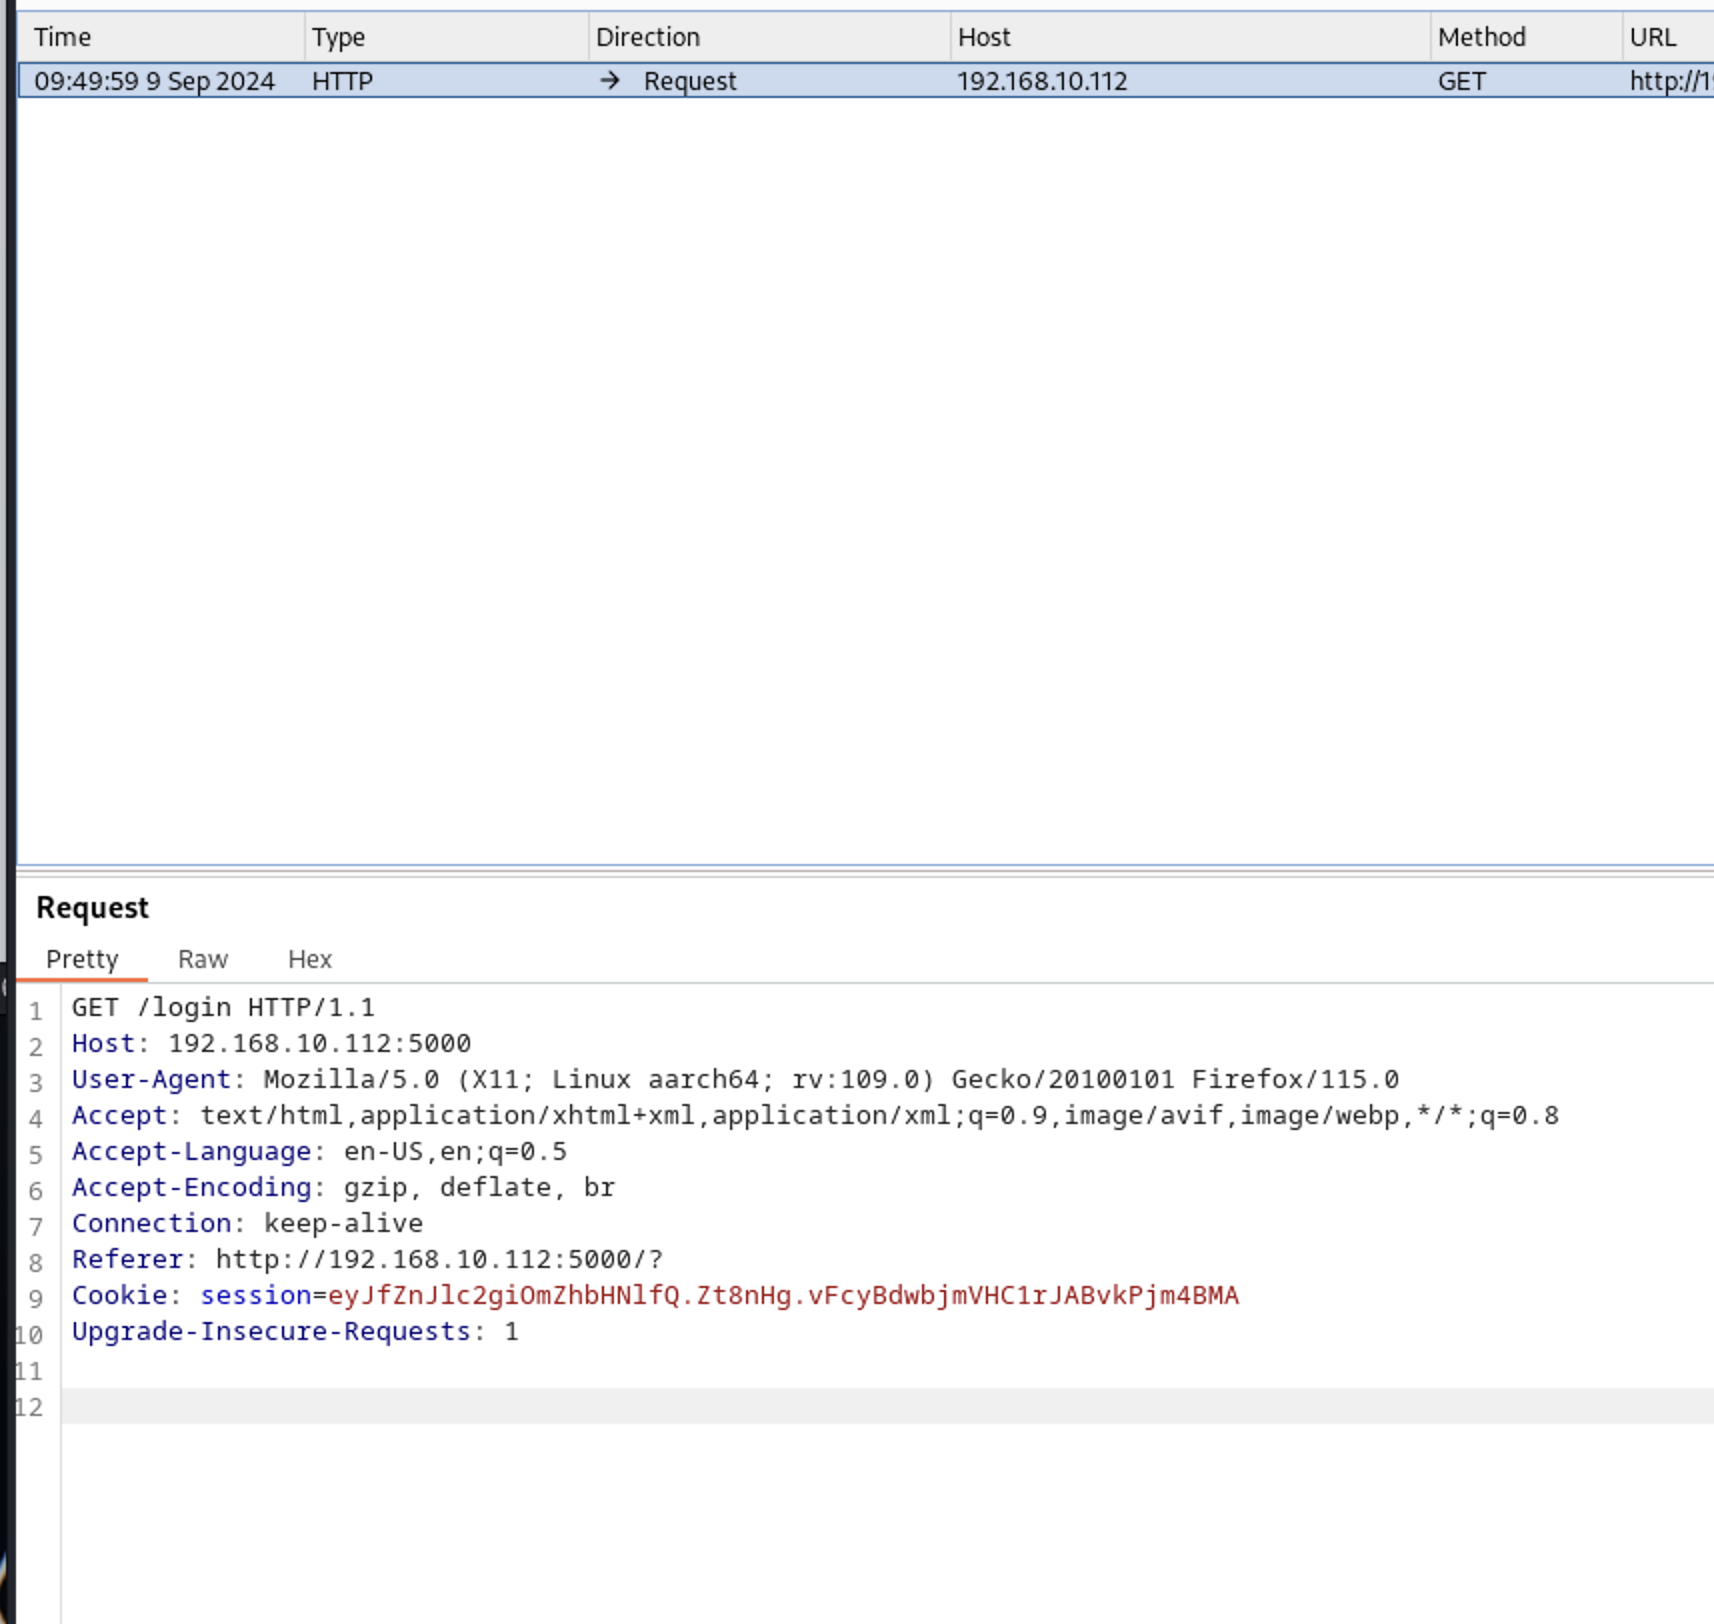 Time Type Direction Host Method URL
09:49:59 9 Sep 2024 HTTP → Request 192.168.10.112 GET http://1
Request
Pretty Raw Hex
1 GET /login HTTP/1.1
2 Host: 192.168.10.112:5000
3 User-Agent: Mozilla/5.0 (X11; Linux aarch64; rv:109.0) Gecko/20100101 Firefox/115.0
4 Accept: text/html,application/xhtml+xml,application/xml;q=0.9,image/avif,image/webp,*/*;q=0.8
5 Accept-Language: en-US,en;q=0.5
6 Accept-Encoding: gzip, deflate, br
7 Connection: keep-alive
8 Referer: http://192.168.10.112:5000/?
9 Cookie: session=eyJfZnJlc2giOmZhbHNlfQ.Zt8nHg.vFcyBdwbjmVHC1rJABvkPjm4BMA
10 Upgrade-Insecure-Requests: 1
11
12